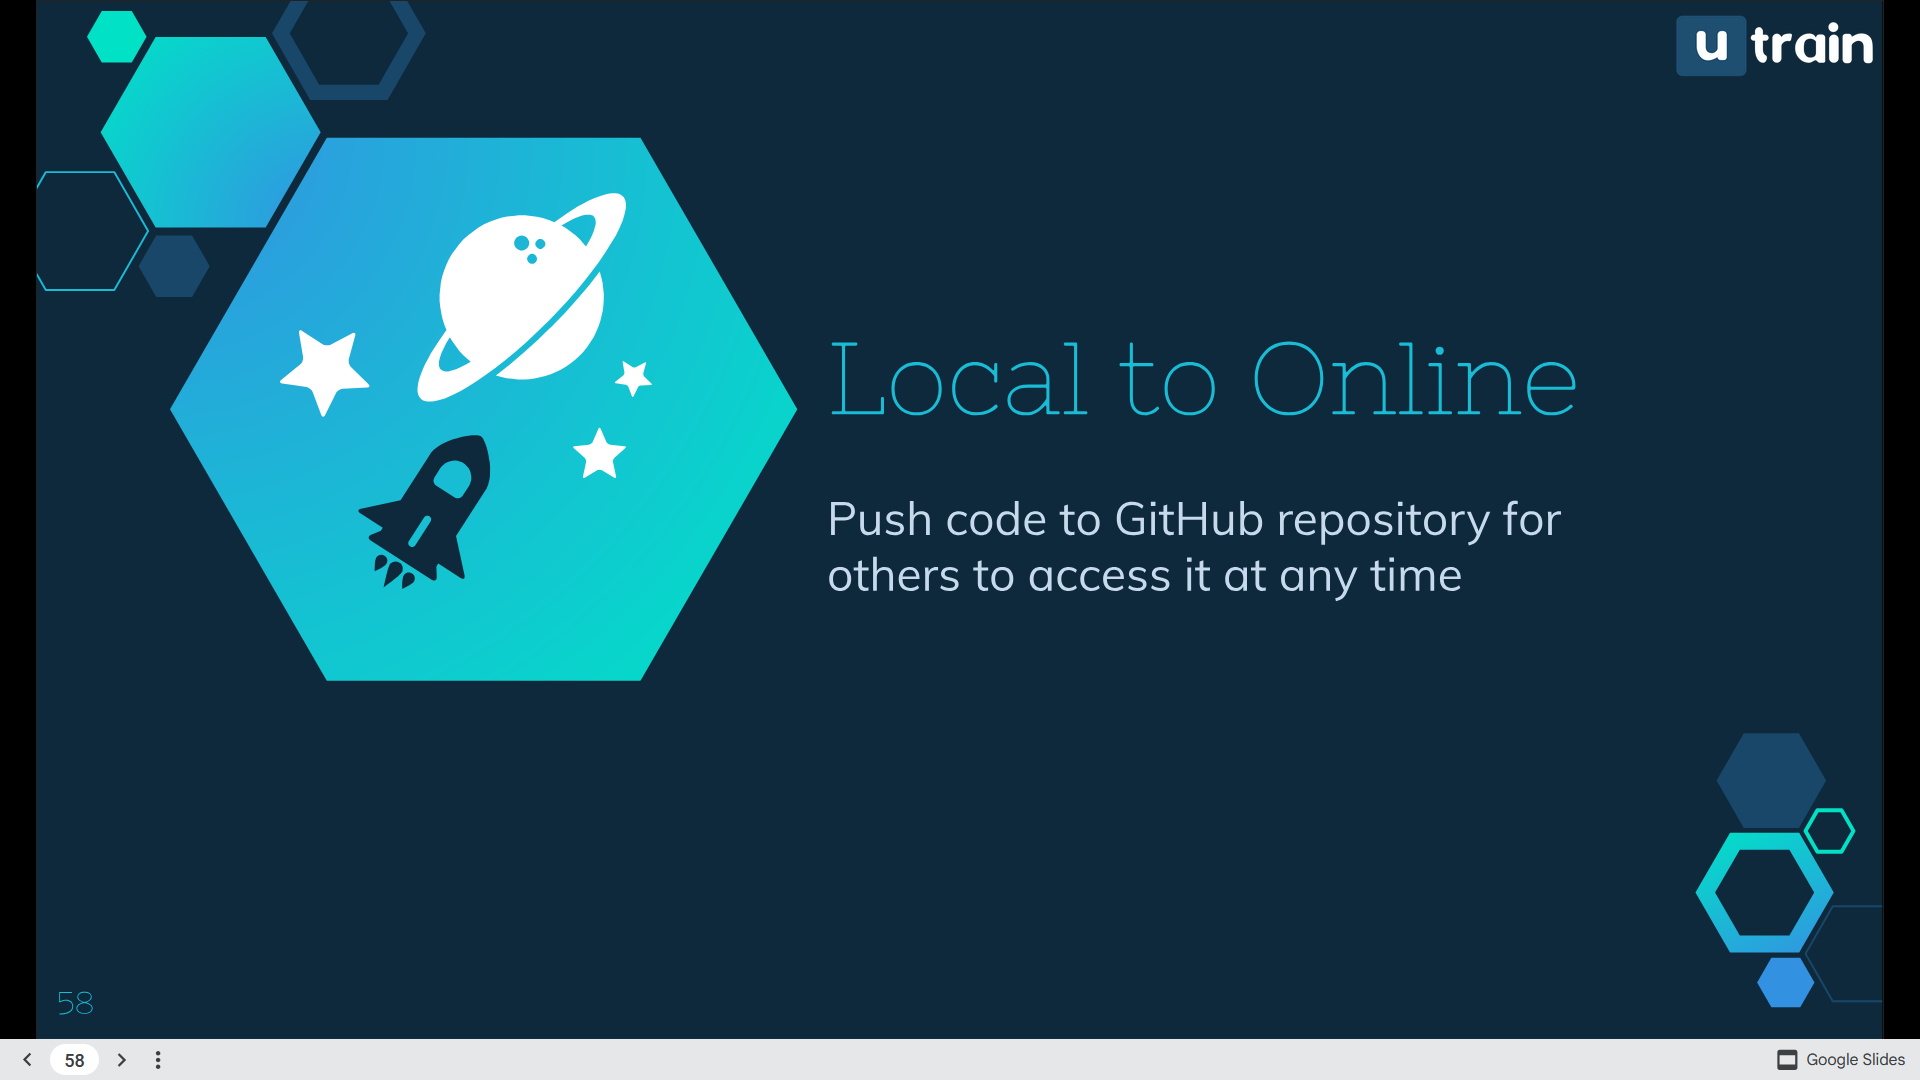 u train
Local to Online
Push code to GitHub repository for
others to access it at any time
58
58
Google Slides